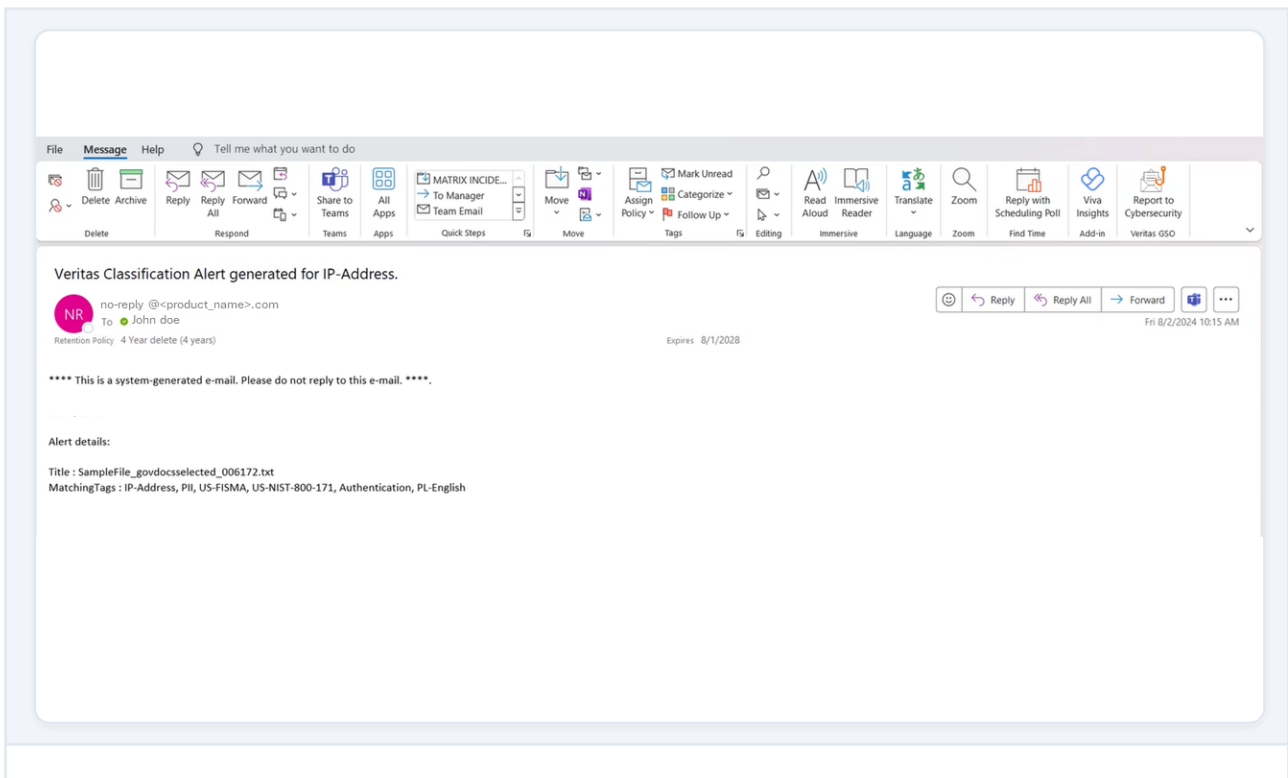 File Message Help Tell me what you want to do
Delete Archive Reply Reply All Forward Share to Teams All Apps MATRIX INCIDE... To Manager Team Email Move Assign Policy Mark Unread Categorize Follow Up Read Aloud Immersive Reader Translate Zoom Reply with Scheduling Poll Viva Insights Report to Cybersecurity
Delete Respond Teams Apps Quick Steps Move Tags Editing Immersive Language Zoom Find Time Add-in Veritas GSO
Veritas Classification Alert generated for IP-Address.
NR
no-reply @<product_name>.com
To John doe
Reply Reply All Forward
Fri 8/2/2024 10:15 AM
Retention Policy 4 Year delete (4 years) Expires 8/1/2028
**** This is a system-generated e-mail. Please do not reply to this e-mail. ****.
Alert details:
Title : SampleFile_govdocsselected_006172.txt
MatchingTags : IP-Address, PII, US-FISMA, US-NIST-800-171, Authentication, PL-English